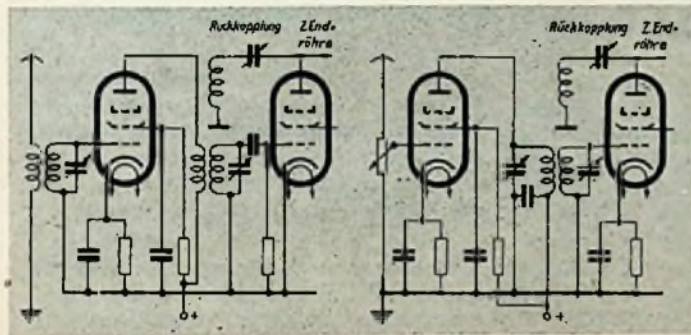 Rückkopplung Z.End=
röhre
+
Rückkopplung Z.End=
röhre
+